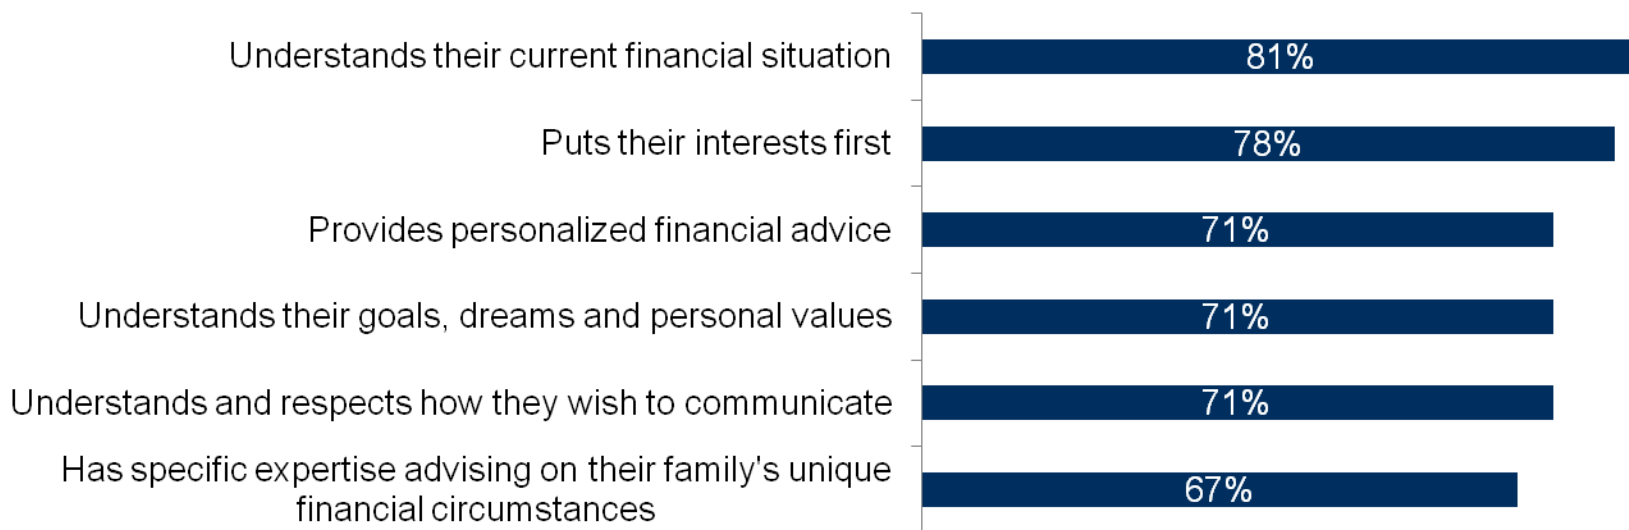 Understands their current financial situation 81%
Puts their interests first 78%
Provides personalized financial advice 71%
Understands their goals, dreams and personal values 71%
Understands and respects how they wish to communicate 71%
Has specific expertise advising on their family's unique
financial circumstances 67%